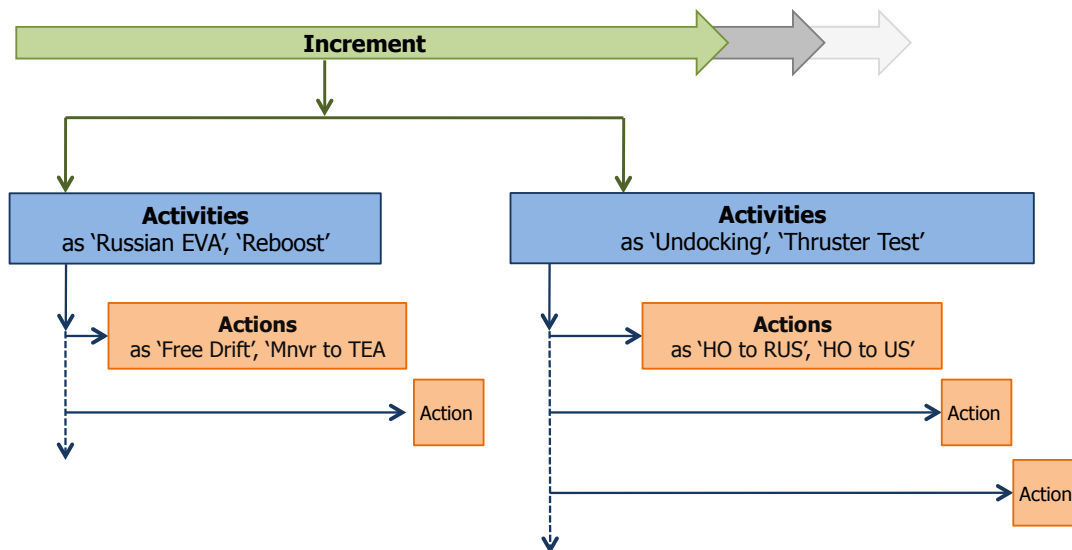 Increment
Activities
as ‘Russian EVA’, ‘Reboost’
Activities
as ‘Undocking’, ‘Thruster Test’
Actions
as ‘Free Drift’, ‘Mnvr to TEA
Actions
as ‘HO to RUS’, ‘HO to US’
Action
Action
Action